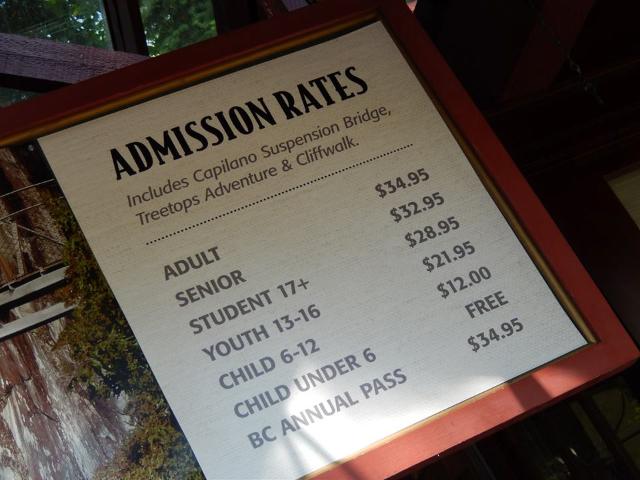 ADMISSION RATES
Includes Capilano Suspension Bridge,
Treetops Adventure & Cliffwalk.
ADULT $34.95
SENIOR $32.95
STUDENT 17+ $28.95
YOUTH 13-16 $21.95
CHILD 6-12 $12.00
CHILD UNDER 6 FREE
BC ANNUAL PASS $34.95